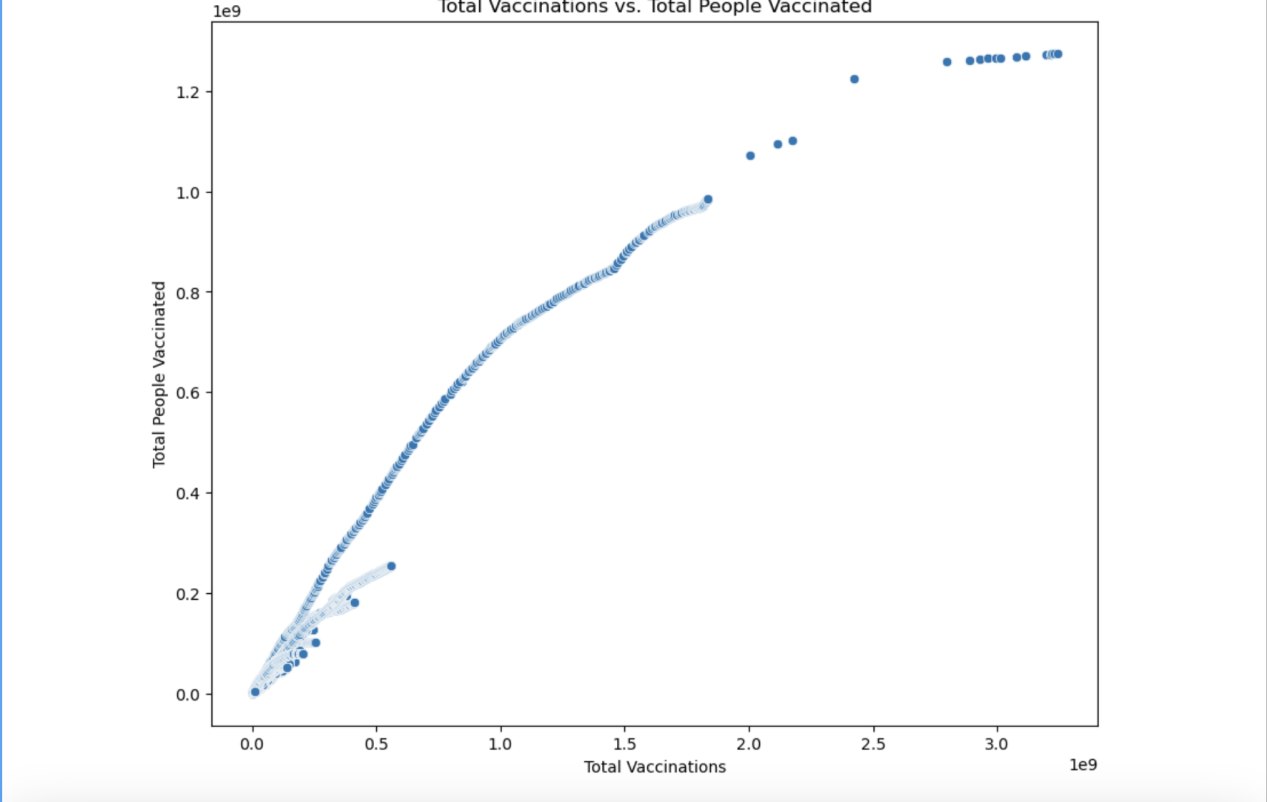 Total Vaccinations vs. Total People Vaccinated
1e9
1.2
1.0
0.8
0.6
0.4
0.2
0.0
Total People Vaccinated
0.0 0.5 1.0 1.5 2.0 2.5 3.0
Total Vaccinations
1e9